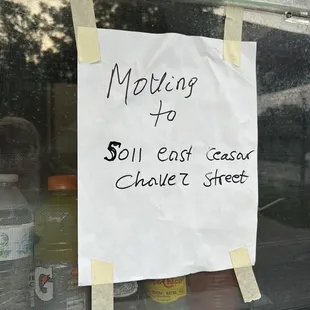 Moving
to
5011 east Ceasar
Chavez street
G